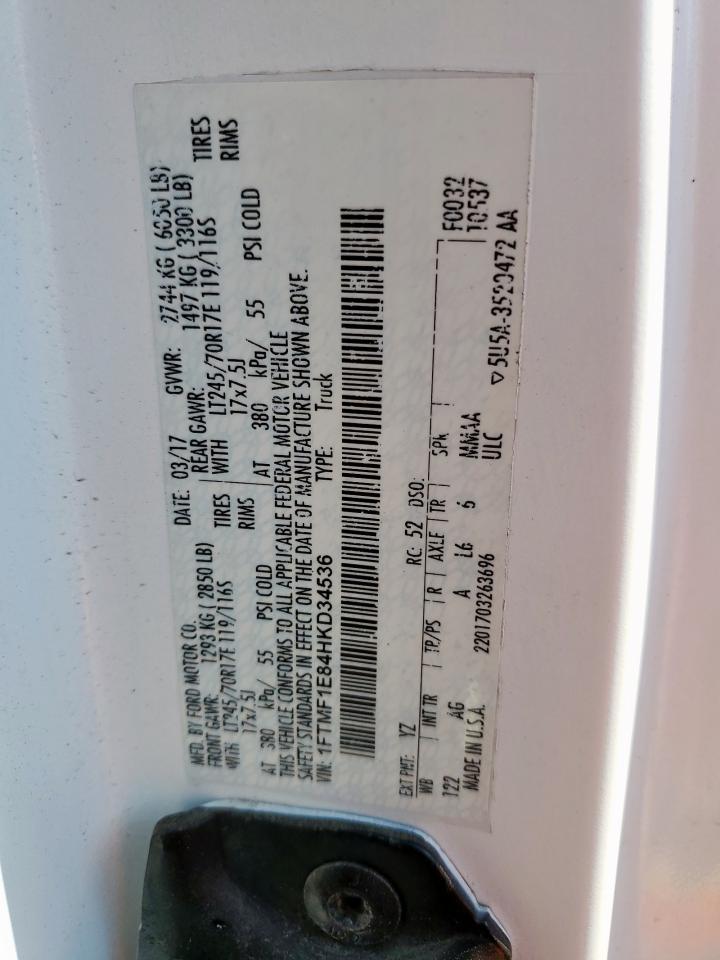 MFD. BY FORD MOTOR CO.
DATE: 03/17 GVWR: 2744 KG ( 6050 LB)
FRONT GAWR: 1293 KG ( 2850 LB) REAR GAWR: 1497 KG ( 3300 LB)
WITH LT245/70R17E 119/116S TIRES WITH LT245/70R17E 119/116S TIRES
17x7.5J RIMS 17x7.5J RIMS
AT 380 kPa/ 55 PSI COLD AT 380 kPa/ 55 PSI COLD
THIS VEHICLE CONFORMS TO ALL APPLICABLE FEDERAL MOTOR VEHICLE
SAFETY STANDARDS IN EFFECT ON THE DATE OF MANUFACTURE SHOWN ABOVE.
VIN: 1FTMF1E84HKD34536 TYPE: Truck
EXT PNT: YZ RC: 52 DSO: F0032
WB INT TR TP/PS R AXLE TR SPR 10537
122 AG A L6 6 MMAA
MADE IN U.S.A. 2201703263696 ULC
▽ 5U5A-3520472 AA